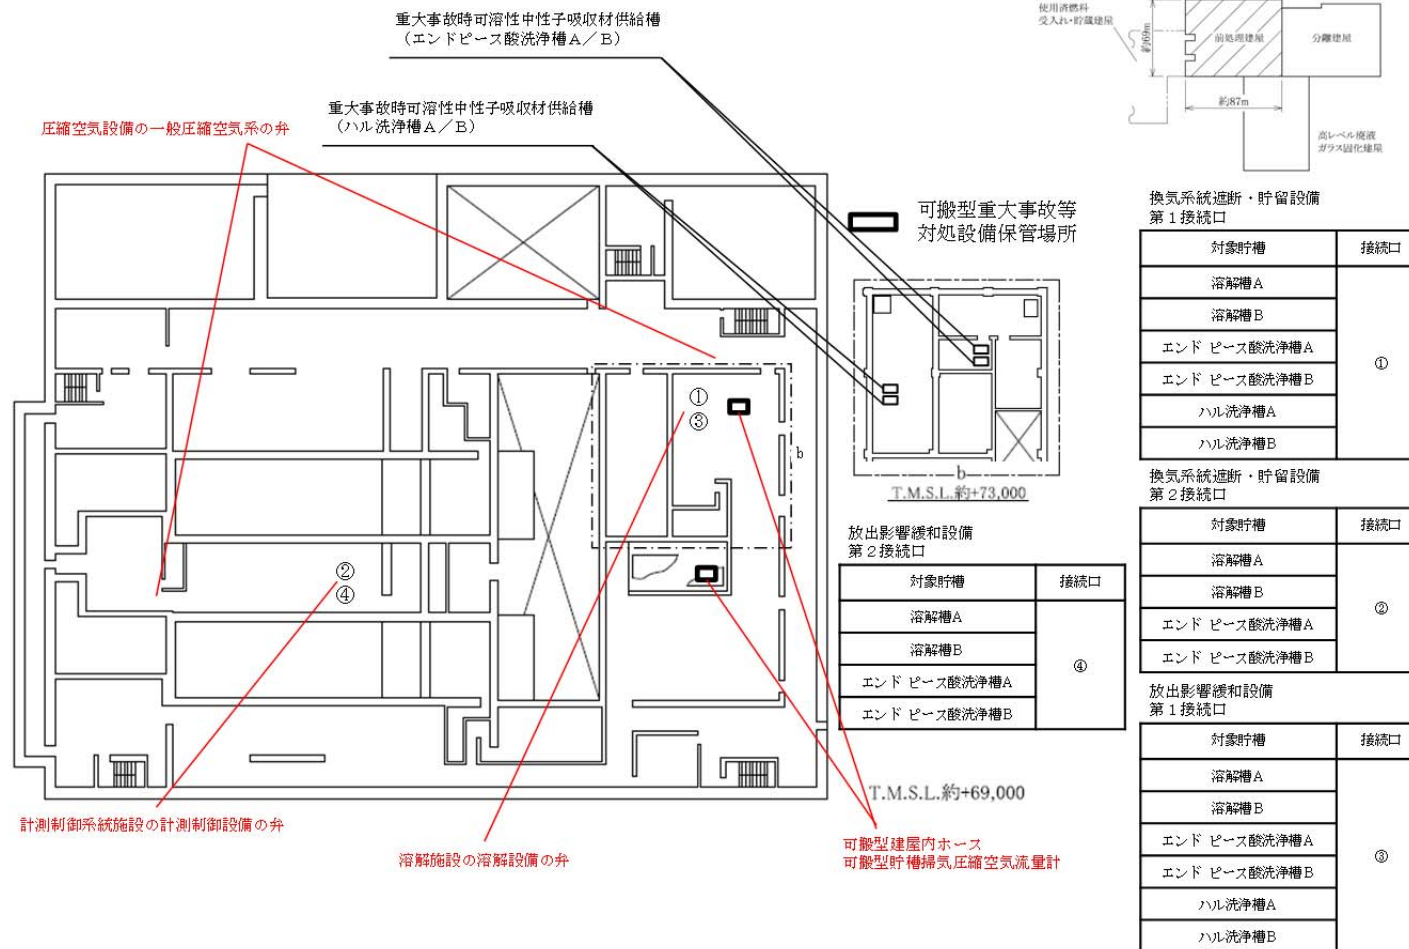 重大事故時可溶性中性子吸収材供給槽
（エンドピース酸洗浄槽A／B）
重大事故時可溶性中性子吸収材供給槽
（ハル洗浄槽A／B）
圧縮空気設備の一般圧縮空気系の弁
使用済燃料
受入れ・貯蔵建屋
約69m
前処理建屋
分離建屋
約87m
高レベル廃液
ガラス固化建屋
可搬型重大事故等
対処設備保管場所
①
③
b
②
④
b
T.M.S.L.約+73,000
T.M.S.L.約+69,000
計測制御系統施設の計測制御設備の弁
溶解施設の溶解設備の弁
可搬型建屋内ホース
可搬型貯槽掃気圧縮空気流量計
放出影響緩和設備
第２接続口
対象貯槽 接続口
溶解槽A
溶解槽B
エンド ピース酸洗浄槽A
エンド ピース酸洗浄槽B
④
換気系統遮断・貯留設備
第１接続口
対象貯槽 接続口
溶解槽A
溶解槽B
エンド ピース酸洗浄槽A
エンド ピース酸洗浄槽B
ハル洗浄槽A
ハル洗浄槽B
①
換気系統遮断・貯留設備
第２接続口
対象貯槽 接続口
溶解槽A
溶解槽B
エンド ピース酸洗浄槽A
エンド ピース酸洗浄槽B
②
放出影響緩和設備
第１接続口
対象貯槽 接続口
溶解槽A
溶解槽B
エンド ピース酸洗浄槽A
エンド ピース酸洗浄槽B
ハル洗浄槽A
ハル洗浄槽B
③